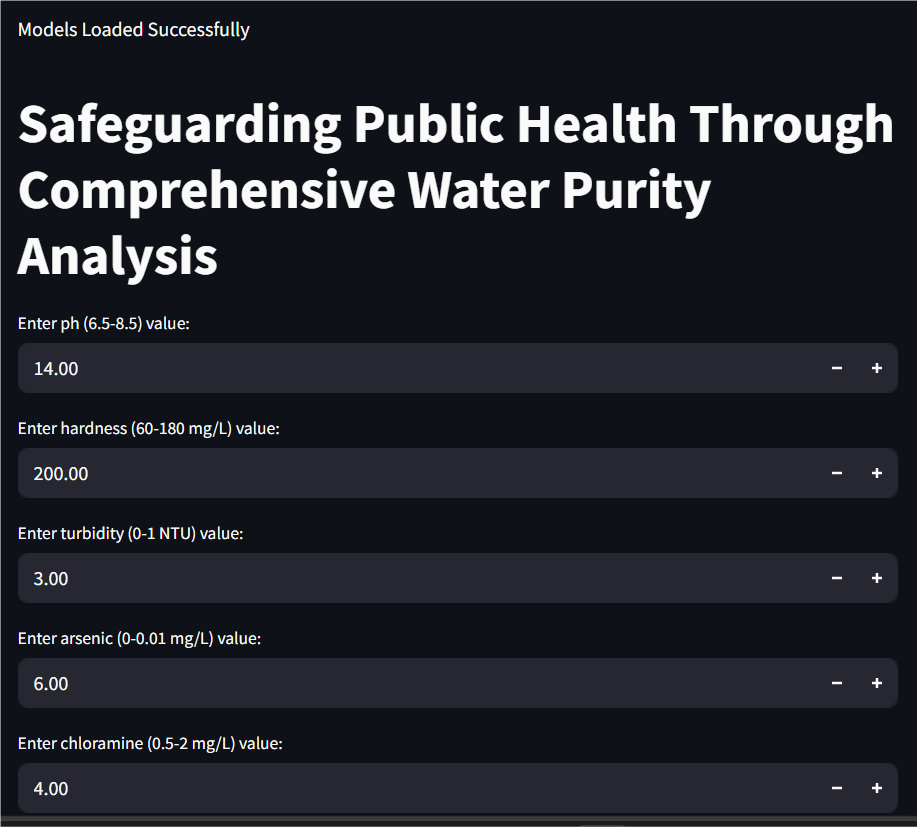 Models Loaded Successfully
Safeguarding Public Health Through
Comprehensive Water Purity
Analysis
Enter ph (6.5-8.5) value:
14.00
Enter hardness (60-180 mg/L) value:
200.00
Enter turbidity (0-1 NTU) value:
3.00
Enter arsenic (0-0.01 mg/L) value:
6.00
Enter chloramine (0.5-2 mg/L) value:
4.00